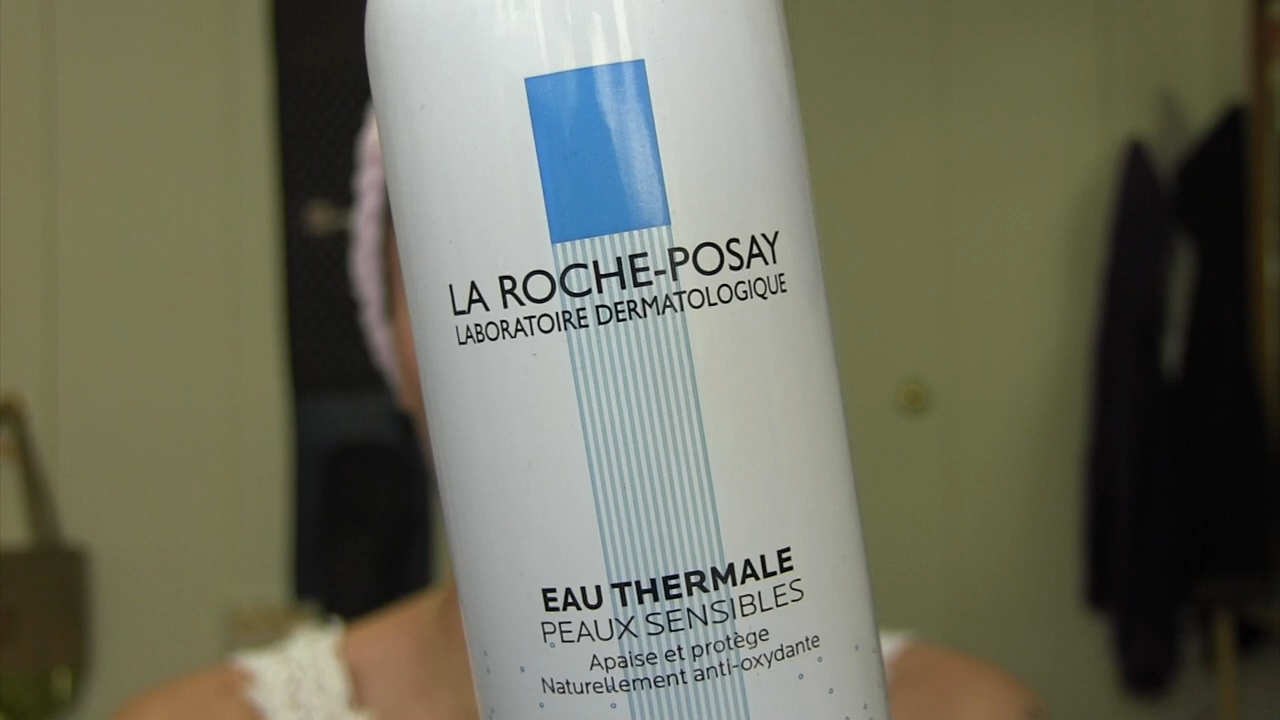 LA ROCHE-POSAY
LABORATOIRE DERMATOLOGIQUE
EAU THERMALE
PEAUX SENSIBLES
Apaise et protège
Naturellement anti-oxydante